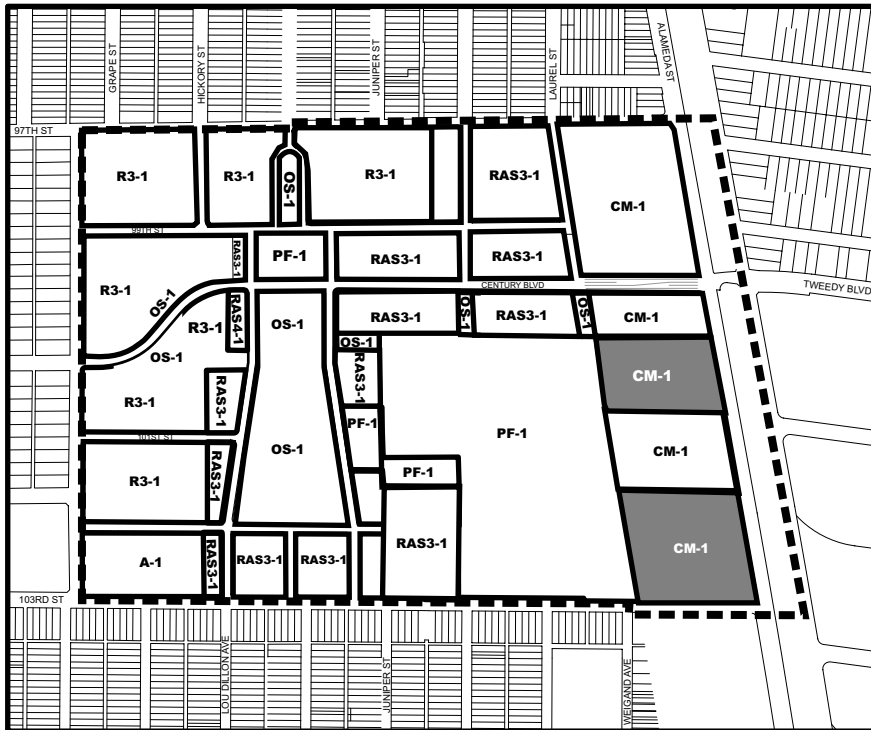 GRAPE ST
HICKORY ST
JUNIPER ST
LAUREL ST
ALAMEDA ST
97TH ST
R3-1
R3-1
OS-1
R3-1
RAS3-1
CM-1
99TH ST
RAS3-1
PF-1
RAS3-1
RAS3-1
R3-1
OS-1
CENTURY BLVD
TWEEDY BLVD
R3-1
RAS4-1
OS-1
RAS3-1
OS-1
RAS3-1
OS-1
CM-1
OS-1
OS-1
RAS3-1
CM-1
R3-1
RAS3-1
PF-1
PF-1
101ST ST
OS-1
CM-1
R3-1
RAS3-1
PF-1
RAS3-1
CM-1
A-1
RAS3-1
RAS3-1
RAS3-1
103RD ST
LOU DILLON AVE
JUNIPER ST
WEIGAND AVE